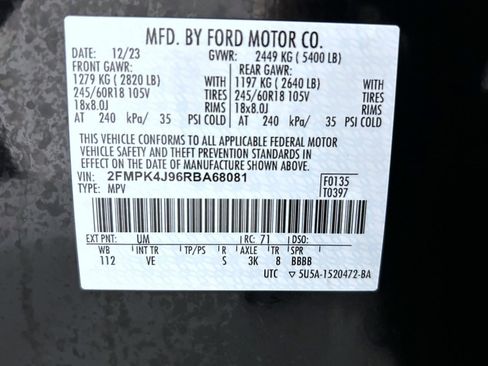 MFD. BY FORD MOTOR CO.
DATE: 12/23 GVWR: 2449 KG ( 5400 LB)
FRONT GAWR: REAR GAWR:
1279 KG ( 2820 LB) WITH 1197 KG ( 2640 LB) WITH
245/60R18 105V TIRES 245/60R18 105V TIRES
18x8.0J RIMS 18x8.0J RIMS
AT 240 kPa/ 35 PSI COLD AT 240 kPa/ 35 PSI COLD
THIS VEHICLE CONFORMS TO ALL APPLICABLE FEDERAL MOTOR
VEHICLE SAFETY AND THEFT PREVENTION STANDARDS IN
EFFECT ON THE DATE OF MANUFACTURE SHOWN ABOVE.
VIN: 2FMPK4J96RBA68081 F0135
TYPE: MPV T0397
EXT PNT: UM RC: 71
WB INT TR TP/PS R AXLE TR SPR
112 VE S 3K 8 BBBB
UTC 5U5A-1520472-BA